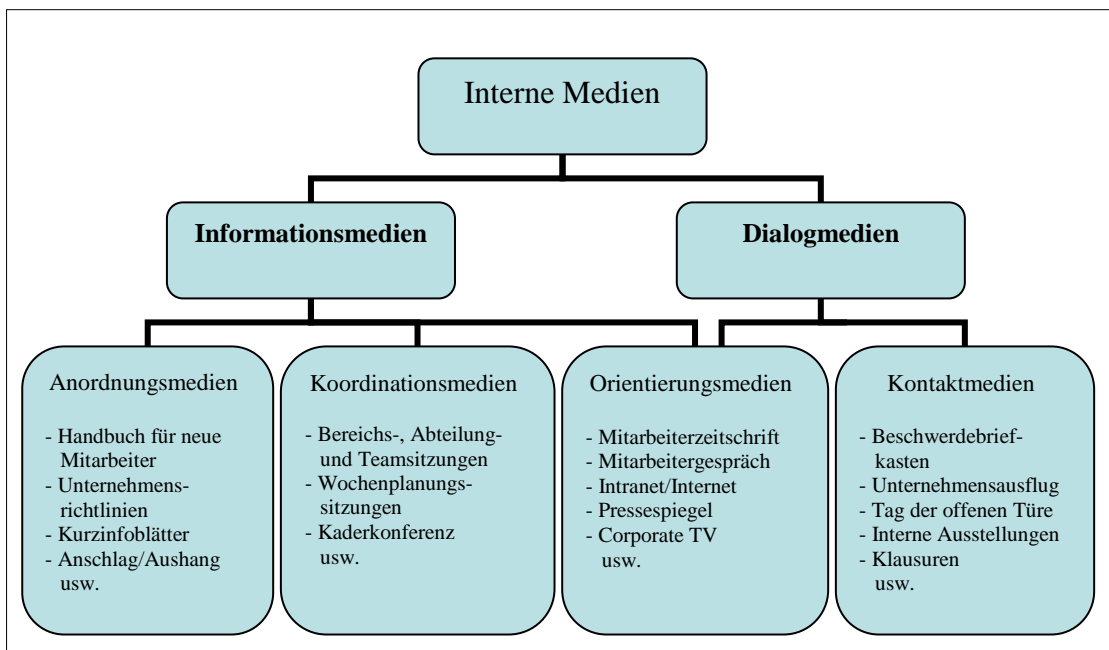 Interne Medien
Informationsmedien
Dialogmedien
Anordnungsmedien
- Handbuch für neue
Mitarbeiter
- Unternehmens-
richtlinien
- Kurzinfoblätter
- Anschlag/Aushang
usw.
Koordinationsmedien
- Bereichs-, Abteilung-
und Teamsitzungen
- Wochenplanungs-
sitzungen
- Kaderkonferenz
usw.
Orientierungsmedien
- Mitarbeiterzeitschrift
- Mitarbeitergespräch
- Intranet/Internet
- Pressespiegel
- Corporate TV
usw.
Kontaktmedien
- Beschwerdebrief-
kasten
- Unternehmensausflug
- Tag der offenen Türe
- Interne Ausstellungen
- Klausuren
usw.